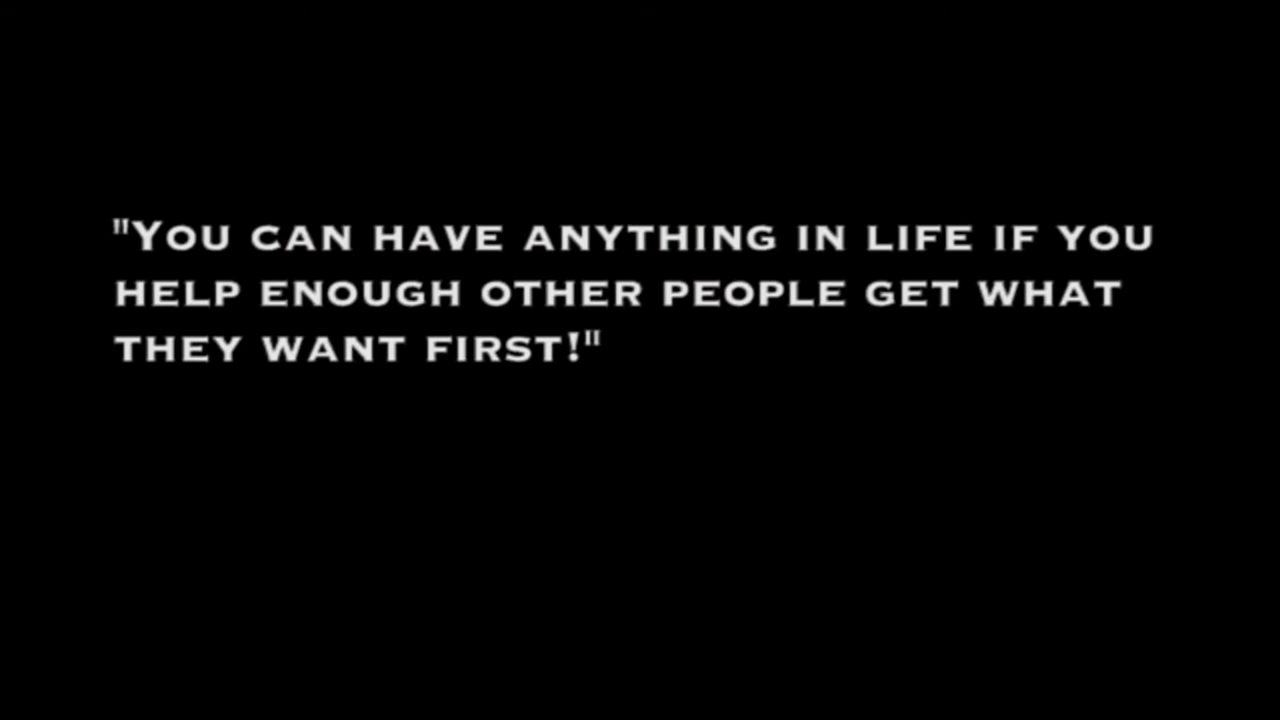 "You can have anything in life if you
help enough other people get what
they want first!"